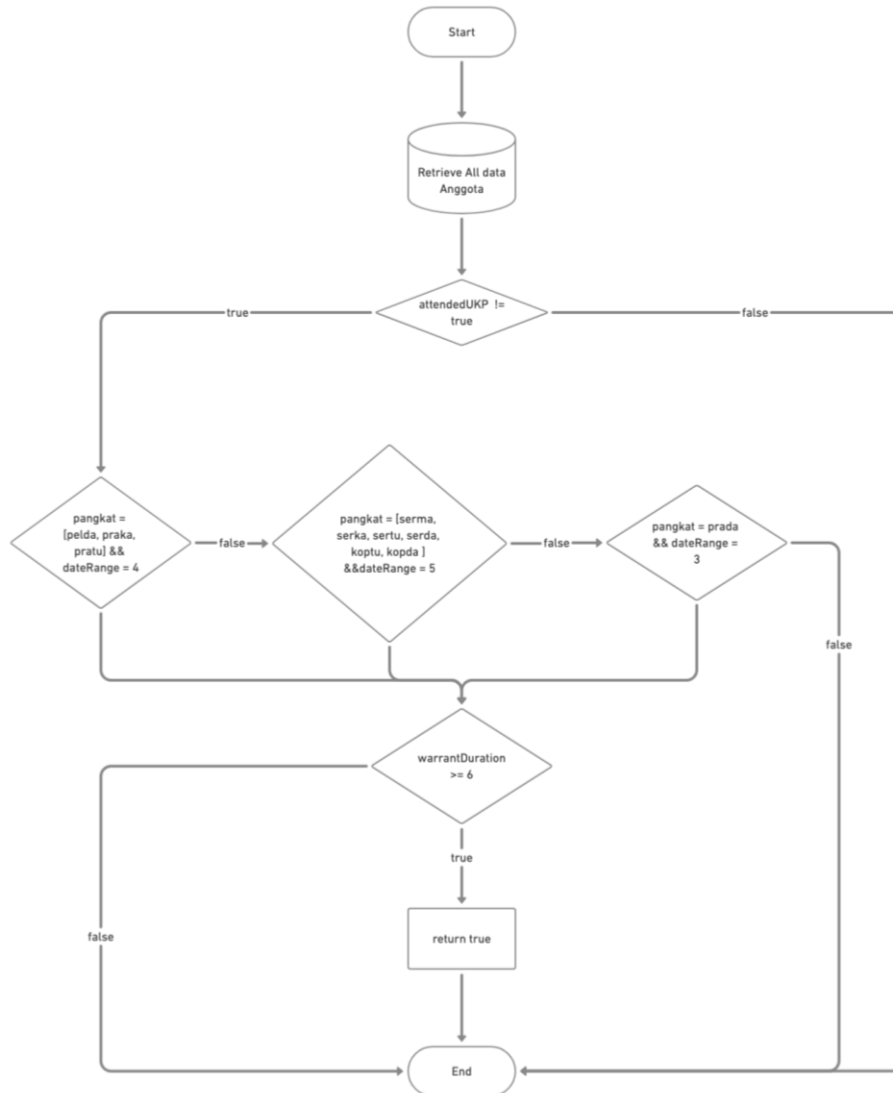 Start
Retrieve All data
Anggota
attendedUKP !=
true
true
false
pangkat =
[pelda, praka,
pratu] &&
dateRange = 4
false
pangkat = [serma,
serka, sertu, serda,
koptu, kopda ]
&&dateRange = 5
false
pangkat = prada
&& dateRange =
3
false
warrantDuration
>= 6
true
false
return true
End